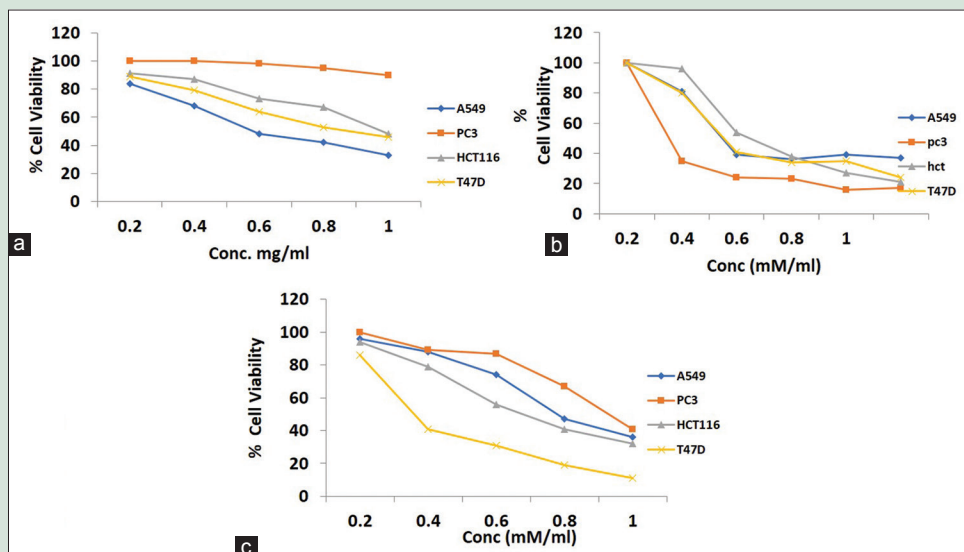 120
100
80
60
40
20
0
% Cell Viability
0.2 0.4 0.6 0.8 1
Conc. mg/ml
A549
PC3
HCT116
T47D
a
120
100
80
60
40
20
0
%
Cell Viability
0.2 0.4 0.6 0.8 1
Conc (mM/ml)
A549
pc3
hct
T47D
b
120
100
80
60
40
20
0
% Cell Viability
0.2 0.4 0.6 0.8 1
Conc (mM/ml)
A549
PC3
HCT116
T47D
c